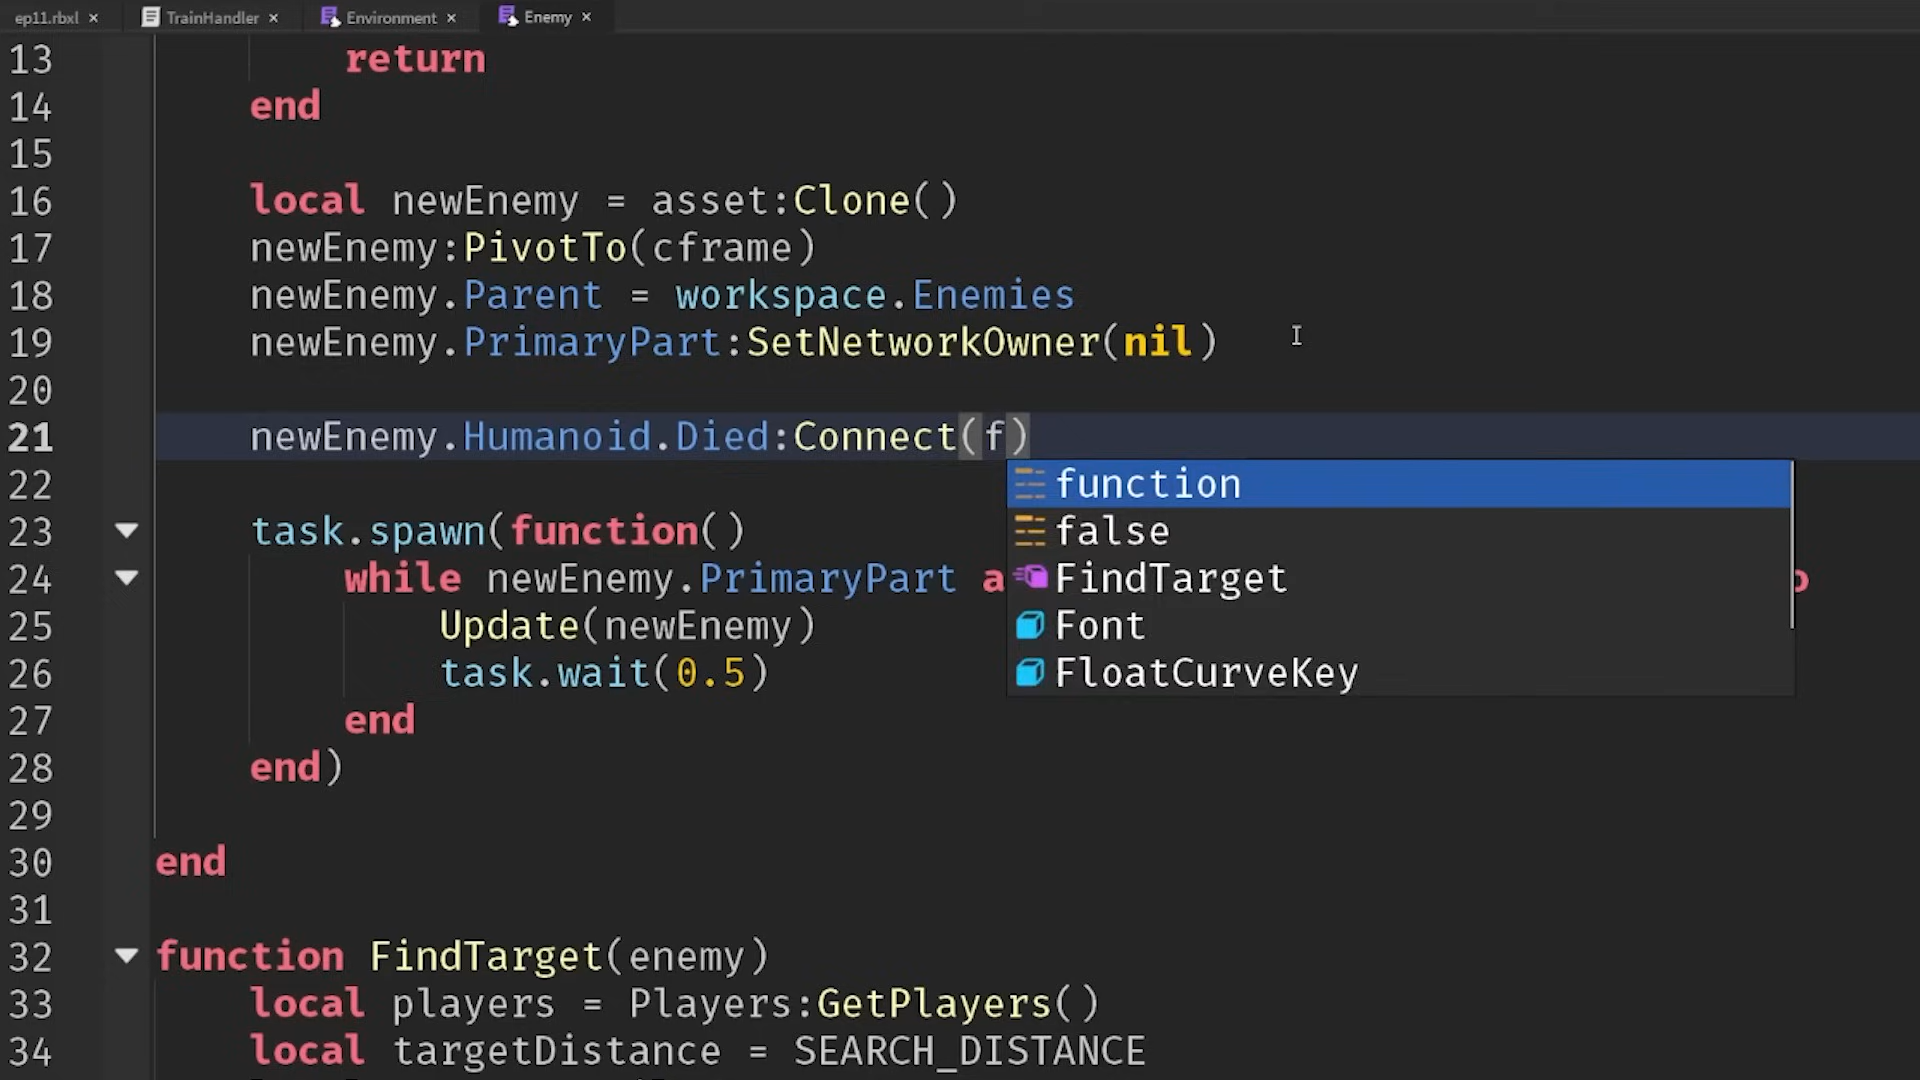 ep11.rbxl × TrainHandler × Environment × Enemy ×
13 return
14 end
15
16 local newEnemy = asset:Clone()
17 newEnemy:PivotTo(cframe)
18 newEnemy.Parent = workspace.Enemies
19 newEnemy.PrimaryPart:SetNetworkOwner(nil)
20
21 newEnemy.Humanoid.Died:Connect(f)
22 function
23 task.spawn(function() false
24 while newEnemy.PrimaryPart a FindTarget
25 Update(newEnemy) Font
26 task.wait(0.5) FloatCurveKey
27 end
28 end)
29
30 end
31
32 function FindTarget(enemy)
33 local players = Players:GetPlayers()
34 local targetDistance = SEARCH_DISTANCE